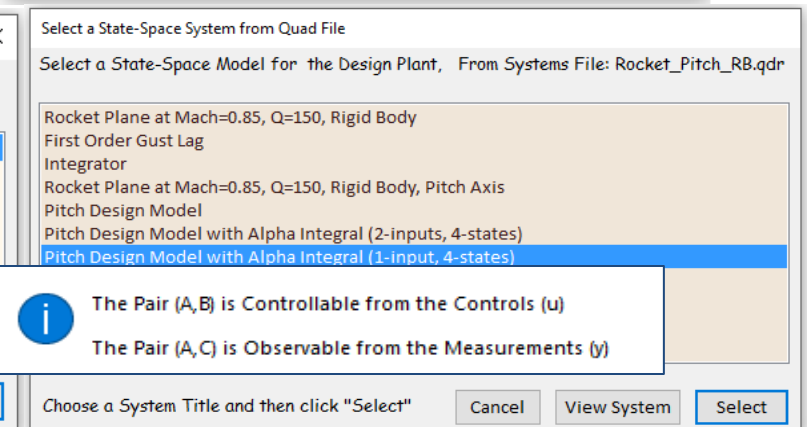 Select a State-Space System from Quad File
Select a State-Space Model for the Design Plant, From Systems File: Rocket_Pitch_RB.qdr
Rocket Plane at Mach=0.85, Q=150, Rigid Body
First Order Gust Lag
Integrator
Rocket Plane at Mach=0.85, Q=150, Rigid Body, Pitch Axis
Pitch Design Model
Pitch Design Model with Alpha Integral (2-inputs, 4-states)
Pitch Design Model with Alpha Integral (1-input, 4-states)
The Pair (A,B) is Controllable from the Controls (u)
The Pair (A,C) is Observable from the Measurements (y)
Choose a System Title and then click "Select"
Cancel
View System
Select